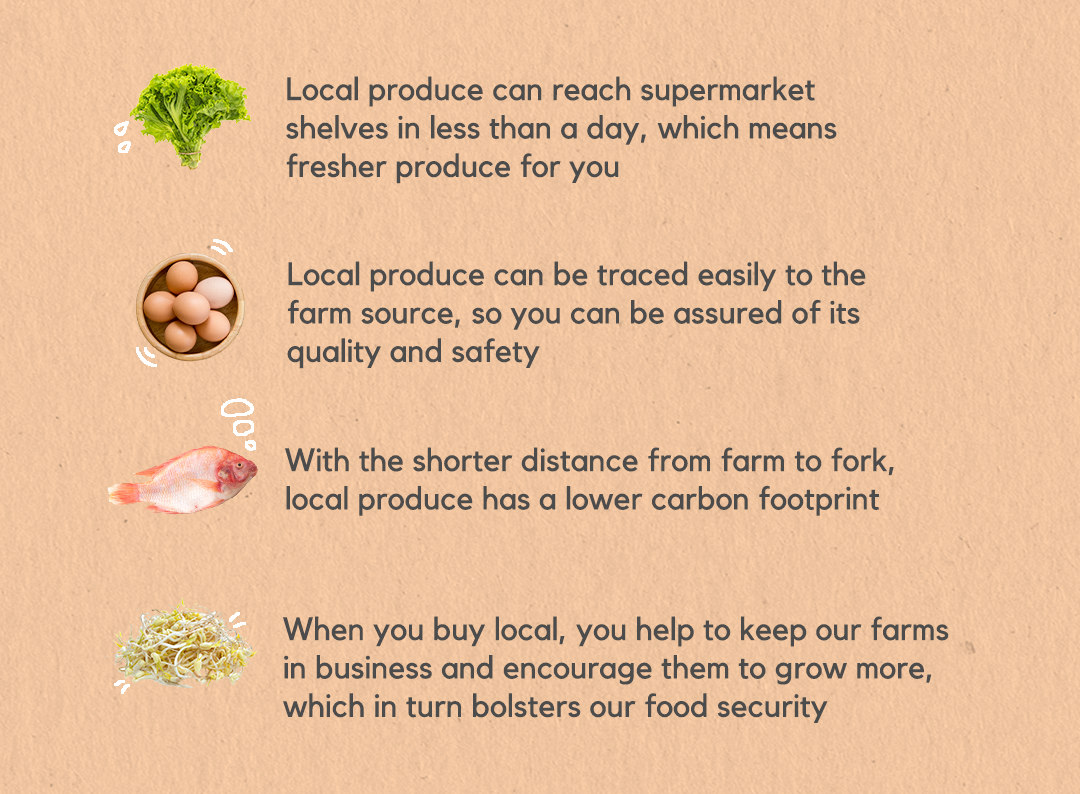 Local produce can reach supermarket
shelves in less than a day, which means
fresher produce for you
Local produce can be traced easily to the
farm source, so you can be assured of its
quality and safety
With the shorter distance from farm to fork,
local produce has a lower carbon footprint
When you buy local, you help to keep our farms
in business and encourage them to grow more,
which in turn bolsters our food security